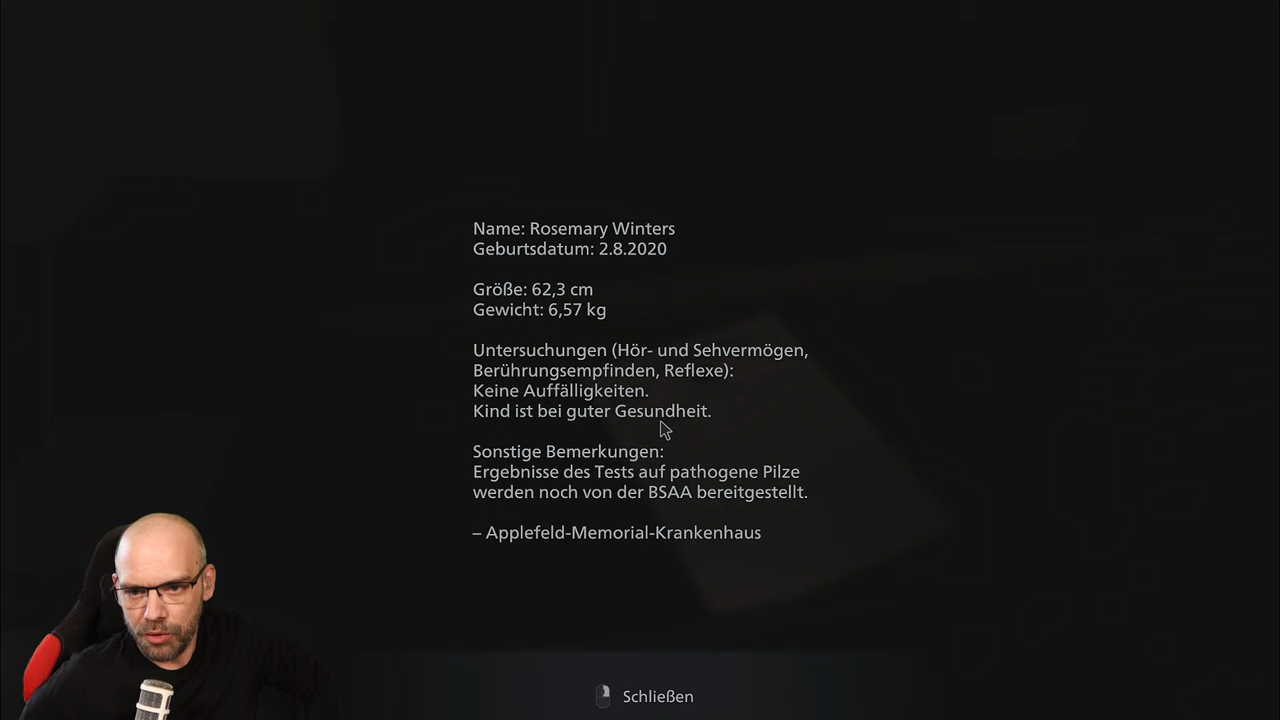 Name: Rosemary Winters
Geburtsdatum: 2.8.2020
Größe: 62,3 cm
Gewicht: 6,57 kg
Untersuchungen (Hör- und Sehvermögen,
Berührungsempfinden, Reflexe):
Keine Auffälligkeiten.
Kind ist bei guter Gesundheit.
Sonstige Bemerkungen:
Ergebnisse des Tests auf pathogene Pilze
werden noch von der BSAA bereitgestellt.
– Applefeld-Memorial-Krankenhaus
Schließen